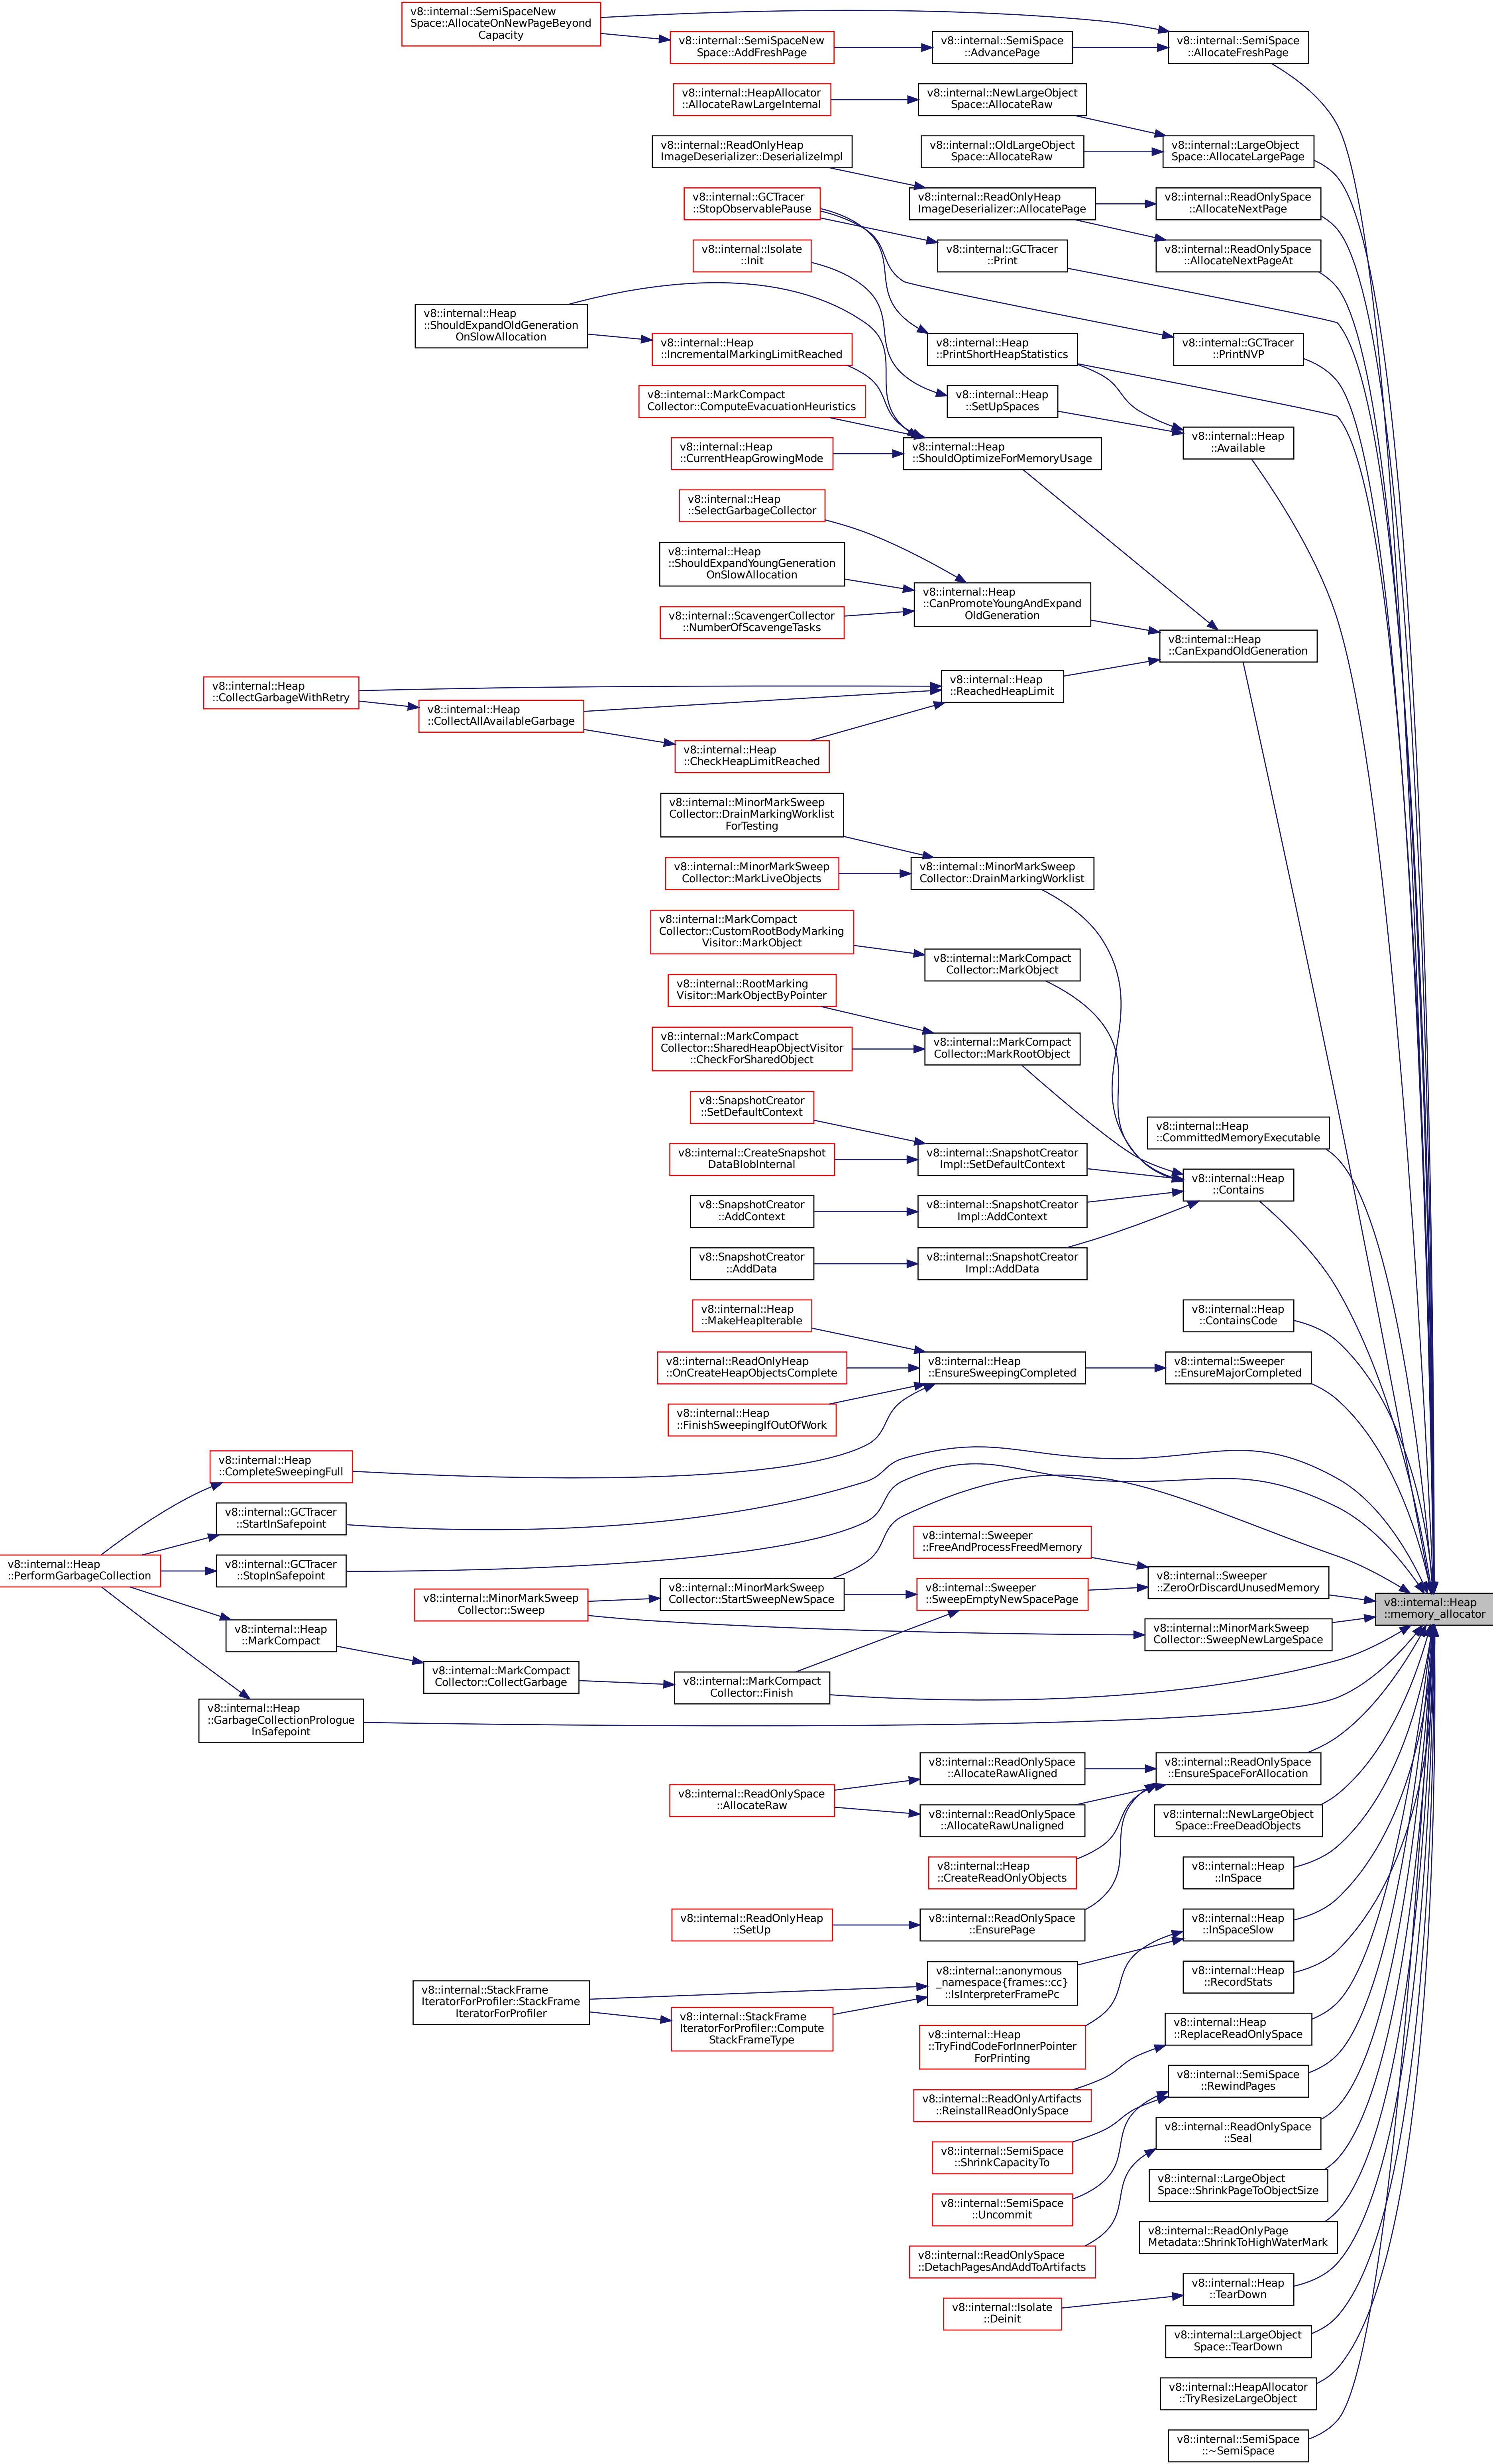 v8::internal::SemiSpaceNew
Space::AllocateOnNewPageBeyond
Capacity
v8::internal::SemiSpaceNew
Space::AddFreshPage
v8::internal::SemiSpace
::AdvancePage
v8::internal::SemiSpace
::AllocateFreshPage
v8::internal::HeapAllocator
::AllocateRawLargeInternal
v8::internal::NewLargeObject
Space::AllocateRaw
v8::internal::ReadOnlyHeap
ImageDeserializer::DeserializeImpl
v8::internal::OldLargeObject
Space::AllocateRaw
v8::internal::LargeObject
Space::AllocateLargePage
v8::internal::GCTracer
::StopObservablePause
v8::internal::ReadOnlyHeap
ImageDeserializer::AllocatePage
v8::internal::ReadOnlySpace
::AllocateNextPage
v8::internal::Isolate
::Init
v8::internal::GCTracer
::Print
v8::internal::ReadOnlySpace
::AllocateNextPageAt
v8::internal::Heap
::ShouldExpandOldGeneration
OnSlowAllocation
v8::internal::Heap
::IncrementalMarkingLimitReached
v8::internal::Heap
::PrintShortHeapStatistics
v8::internal::GCTracer
::PrintNVP
v8::internal::MarkCompact
Collector::ComputeEvacuationHeuristics
v8::internal::Heap
::SetUpSpaces
v8::internal::Heap
::CurrentHeapGrowingMode
v8::internal::Heap
::ShouldOptimizeForMemoryUsage
v8::internal::Heap
::Available
v8::internal::Heap
::SelectGarbageCollector
v8::internal::Heap
::ShouldExpandYoungGeneration
OnSlowAllocation
v8::internal::Heap
::CanPromoteYoungAndExpand
OldGeneration
v8::internal::ScavengerCollector
::NumberOfScavengeTasks
v8::internal::Heap
::CanExpandOldGeneration
v8::internal::Heap
::CollectGarbageWithRetry
v8::internal::Heap
::CollectAllAvailableGarbage
v8::internal::Heap
::ReachedHeapLimit
v8::internal::Heap
::CheckHeapLimitReached
v8::internal::MinorMarkSweep
Collector::DrainMarkingWorklist
ForTesting
v8::internal::MinorMarkSweep
Collector::MarkLiveObjects
v8::internal::MinorMarkSweep
Collector::DrainMarkingWorklist
v8::internal::MarkCompact
Collector::CustomRootBodyMarking
Visitor::MarkObject
v8::internal::MarkCompact
Collector::MarkObject
v8::internal::RootMarking
Visitor::MarkObjectByPointer
v8::internal::MarkCompact
Collector::SharedHeapObjectVisitor
::CheckForSharedObject
v8::internal::MarkCompact
Collector::MarkRootObject
v8::SnapshotCreator
::SetDefaultContext
v8::internal::Heap
::CommittedMemoryExecutable
v8::internal::CreateSnapshot
DataBlobInternal
v8::internal::SnapshotCreator
Impl::SetDefaultContext
v8::internal::Heap
::Contains
v8::SnapshotCreator
::AddContext
v8::internal::SnapshotCreator
Impl::AddContext
v8::SnapshotCreator
::AddData
v8::internal::SnapshotCreator
Impl::AddData
v8::internal::Heap
::MakeHeapIterable
v8::internal::Heap
::ContainsCode
v8::internal::ReadOnlyHeap
::OnCreateHeapObjectsComplete
v8::internal::Heap
::EnsureSweepingCompleted
v8::internal::Sweeper
::EnsureMajorCompleted
v8::internal::Heap
::FinishSweepingIfOutOfWork
v8::internal::Heap
::CompleteSweepingFull
v8::internal::GCTracer
::StartInSafepoint
v8::internal::Sweeper
::FreeAndProcessFreedMemory
v8::internal::Heap
::PerformGarbageCollection
v8::internal::GCTracer
::StopInSafepoint
v8::internal::MinorMarkSweep
Collector::Sweep
v8::internal::MinorMarkSweep
Collector::StartSweepNewSpace
v8::internal::Sweeper
::SweepEmptyNewSpacePage
v8::internal::Sweeper
::ZeroOrDiscardUnusedMemory
v8::internal::Heap
::memory_allocator
v8::internal::Heap
::MarkCompact
v8::internal::MinorMarkSweep
Collector::SweepNewLargeSpace
v8::internal::MarkCompact
Collector::CollectGarbage
v8::internal::MarkCompact
Collector::Finish
v8::internal::Heap
::GarbageCollectionPrologue
InSafepoint
v8::internal::ReadOnlySpace
::AllocateRaw
v8::internal::ReadOnlySpace
::AllocateRawAligned
v8::internal::ReadOnlySpace
::EnsureSpaceForAllocation
v8::internal::ReadOnlySpace
::AllocateRawUnaligned
v8::internal::NewLargeObject
Space::FreeDeadObjects
v8::internal::Heap
::CreateReadOnlyObjects
v8::internal::Heap
::InSpace
v8::internal::ReadOnlyHeap
::SetUp
v8::internal::ReadOnlySpace
::EnsurePage
v8::internal::Heap
::InSpaceSlow
v8::internal::StackFrame
IteratorForProfiler::StackFrame
IteratorForProfiler
v8::internal::anonymous
_namespace{frames::cc}
::IsInterpreterFramePc
v8::internal::Heap
::RecordStats
v8::internal::StackFrame
IteratorForProfiler::Compute
StackFrameType
v8::internal::Heap
::TryFindCodeForInnerPointer
ForPrinting
v8::internal::Heap
::ReplaceReadOnlySpace
v8::internal::ReadOnlyArtifacts
::ReinstallReadOnlySpace
v8::internal::SemiSpace
::RewindPages
v8::internal::SemiSpace
::ShrinkCapacityTo
v8::internal::ReadOnlySpace
::Seal
v8::internal::SemiSpace
::Uncommit
v8::internal::LargeObject
Space::ShrinkPageToObjectSize
v8::internal::ReadOnlySpace
::DetachPagesAndAddToArtifacts
v8::internal::ReadOnlyPage
Metadata::ShrinkToHighWaterMark
v8::internal::Isolate
::Deinit
v8::internal::Heap
::TearDown
v8::internal::LargeObject
Space::TearDown
v8::internal::HeapAllocator
::TryResizeLargeObject
v8::internal::SemiSpace
::~SemiSpace